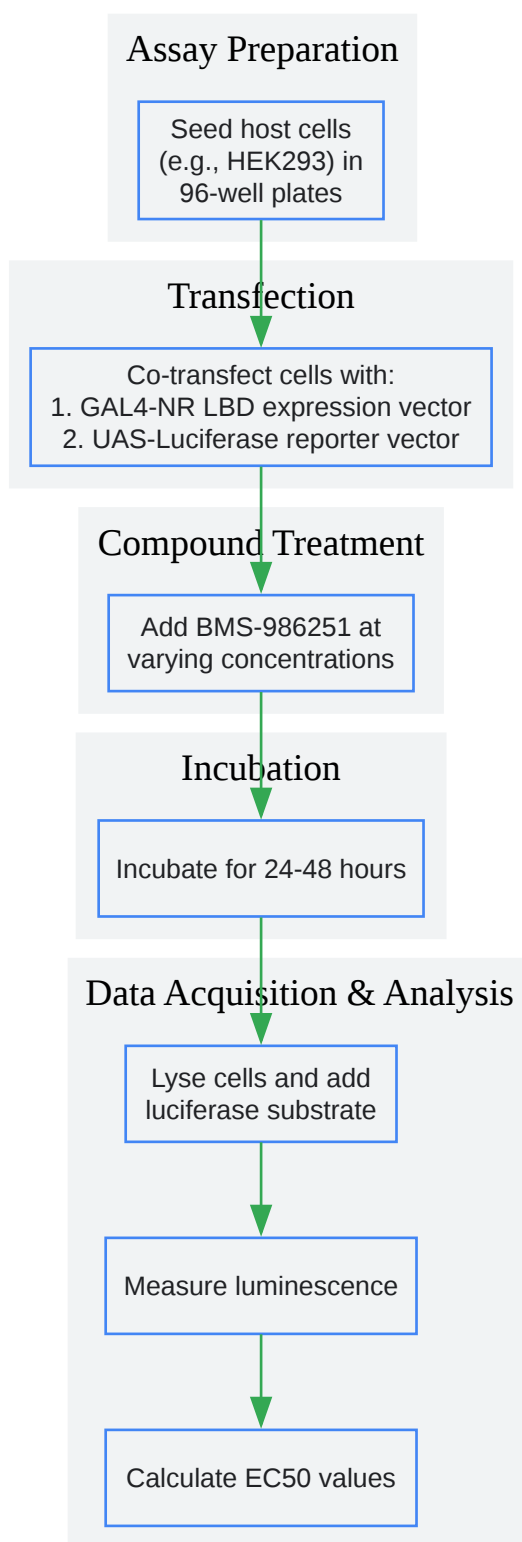 Assay Preparation
Seed host cells
(e.g., HEK293) in
96-well plates
Transfection
Co-transfect cells with:
1. GAL4-NR LBD expression vector
2. UAS-Luciferase reporter vector
Compound Treatment
Add BMS-986251 at
varying concentrations
Incubation
Incubate for 24-48 hours
Data Acquisition & Analysis
Lyse cells and add
luciferase substrate
Measure luminescence
Calculate EC50 values